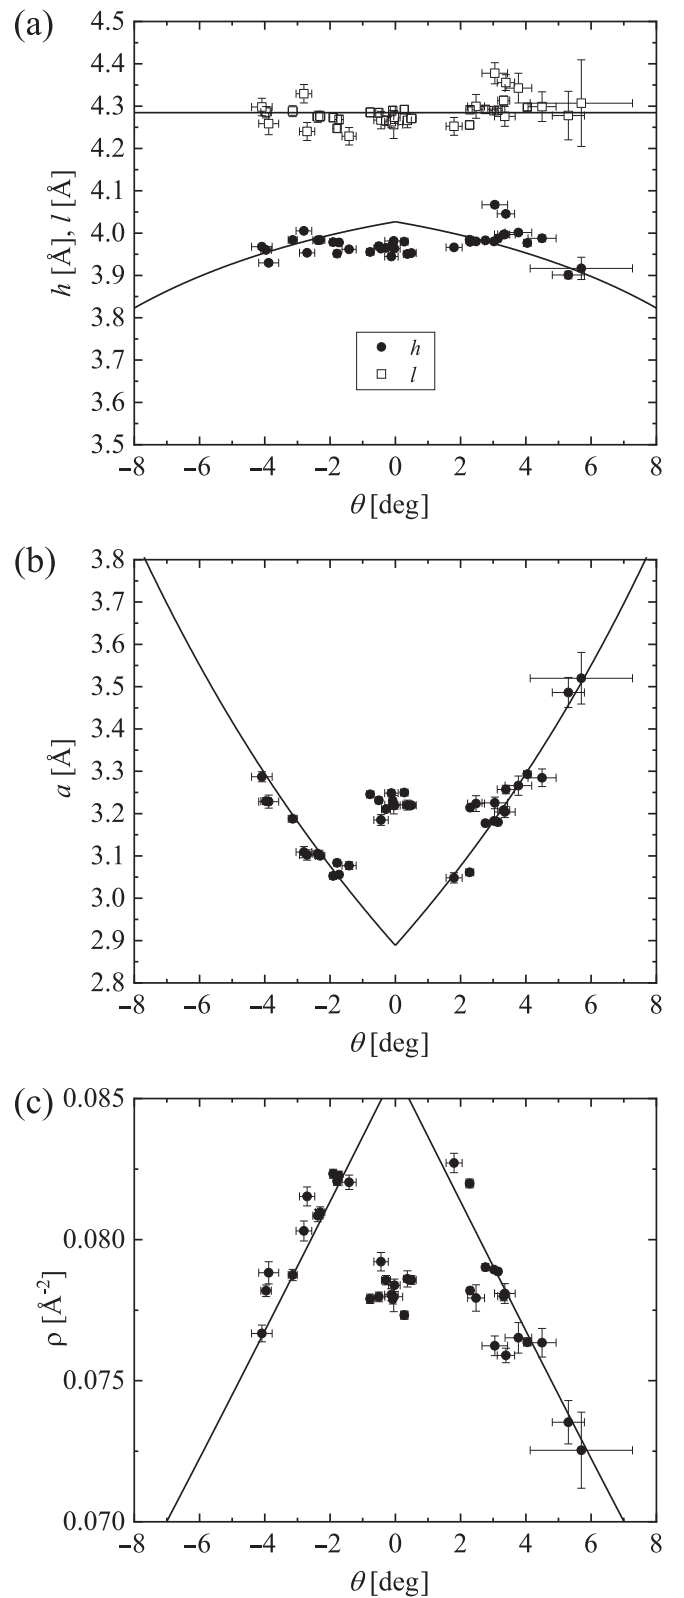 (a)
4.5
4.4
4.3
4.2
4.1
4.0
3.9
3.8
3.7
3.6
3.5
h [Å], l [Å]
h
l
−8 −6 −4 −2 0 2 4 6 8
θ [deg]
(b)
3.8
3.7
3.6
3.5
3.4
3.3
3.2
3.1
3.0
2.9
2.8
a [Å]
−8 −6 −4 −2 0 2 4 6 8
θ [deg]
(c)
0.085
0.080
0.075
0.070
ρ [Å⁻²]
−8 −6 −4 −2 0 2 4 6 8
θ [deg]